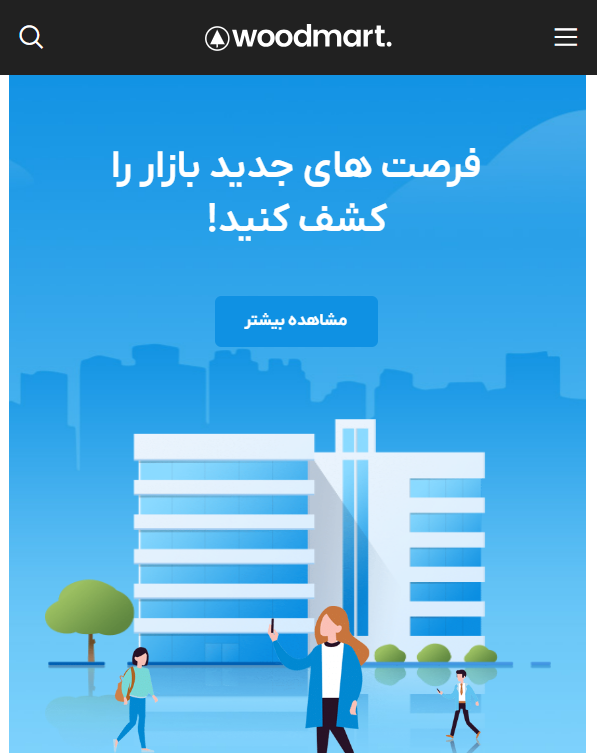 woodmart.
فرصت های جدید بازار را
کشف کنید!
مشاهده بیشتر